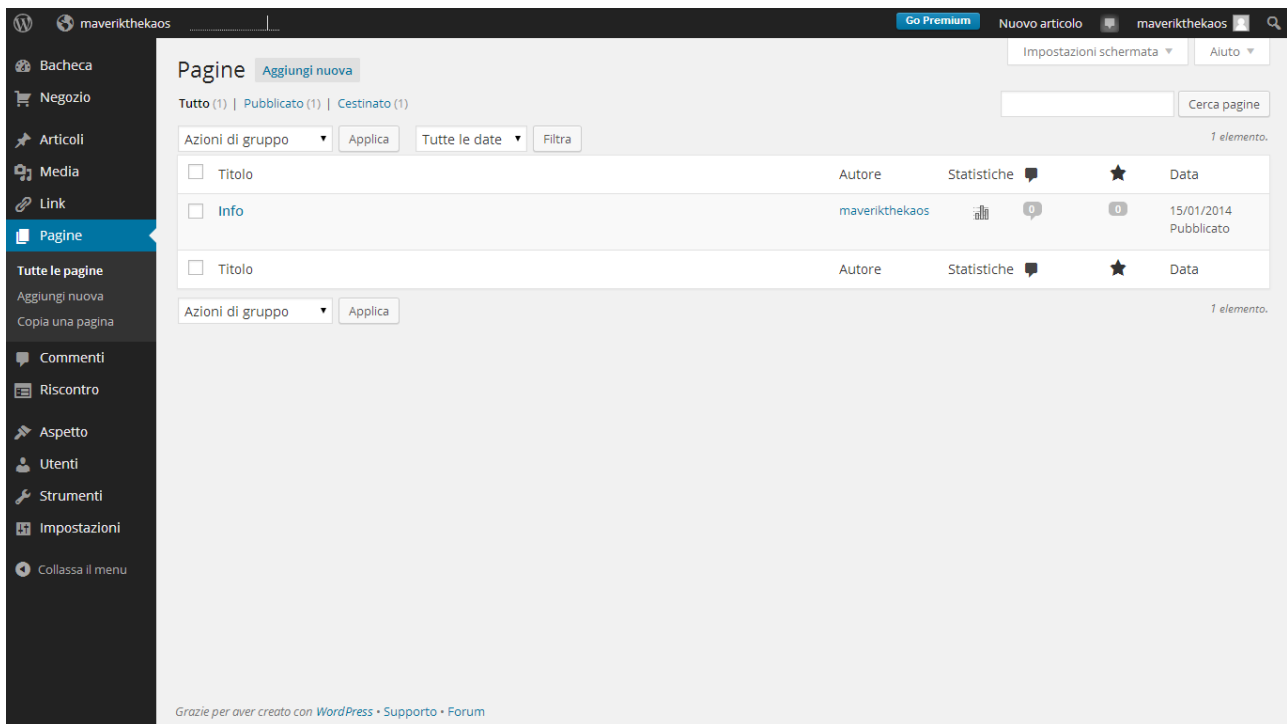 maverikthekaos Go Premium Nuovo articolo maverikthekaos
Impostazioni schermata Aiuto
Bacheca
Negozio
Articoli
Media
Link
Pagine
Tutte le pagine
Aggiungi nuova
Copia una pagina
Commenti
Riscontro
Aspetto
Utenti
Strumenti
Impostazioni
Collassa il menu
Pagine Aggiungi nuova
Tutto (1) | Pubblicato (1) | Cestinato (1)
Cerca pagine
Azioni di gruppo Applica Tutte le date Filtra 1 elemento.
Titolo Autore Statistiche Data
Info maverikthekaos 0 0 15/01/2014
Pubblicato
Titolo Autore Statistiche Data
Azioni di gruppo Applica 1 elemento.
Grazie per aver creato con WordPress • Supporto • Forum